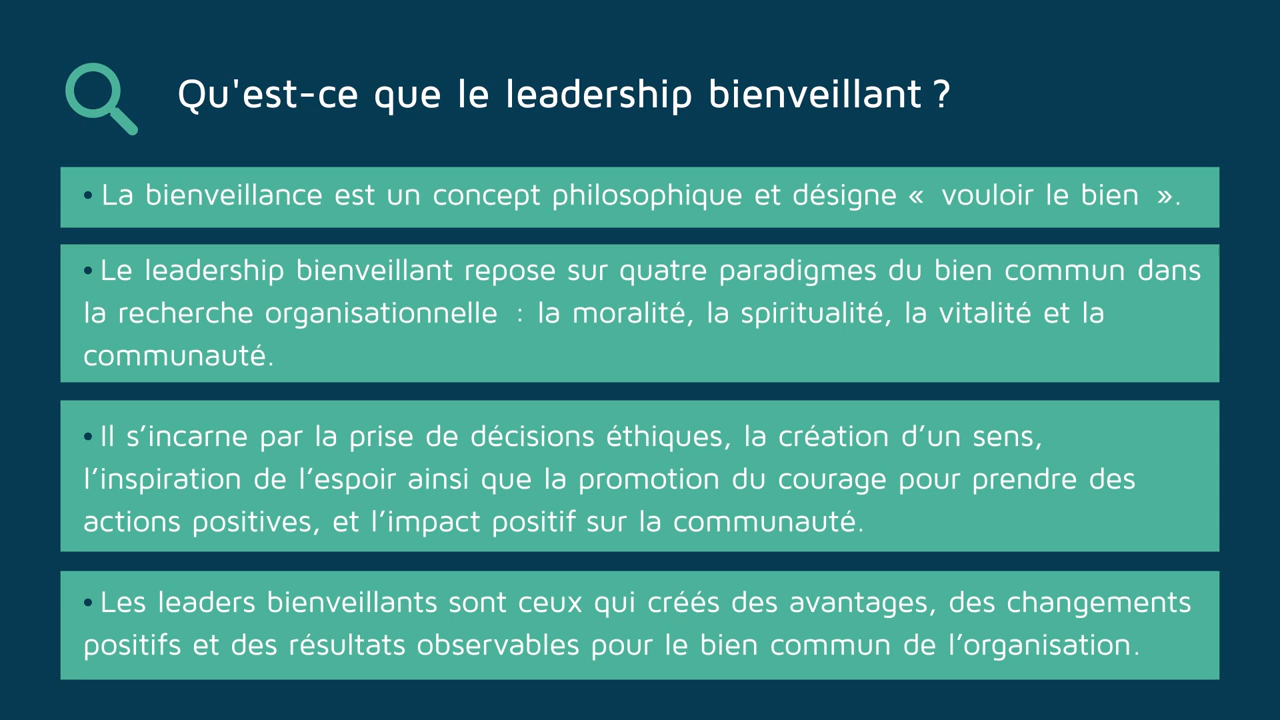 Qu'est-ce que le leadership bienveillant ?
• La bienveillance est un concept philosophique et désigne « vouloir le bien ».
• Le leadership bienveillant repose sur quatre paradigmes du bien commun dans
la recherche organisationnelle : la moralité, la spiritualité, la vitalité et la
communauté.
• Il s’incarne par la prise de décisions éthiques, la création d’un sens,
l’inspiration de l’espoir ainsi que la promotion du courage pour prendre des
actions positives, et l’impact positif sur la communauté.
• Les leaders bienveillants sont ceux qui créés des avantages, des changements
positifs et des résultats observables pour le bien commun de l’organisation.